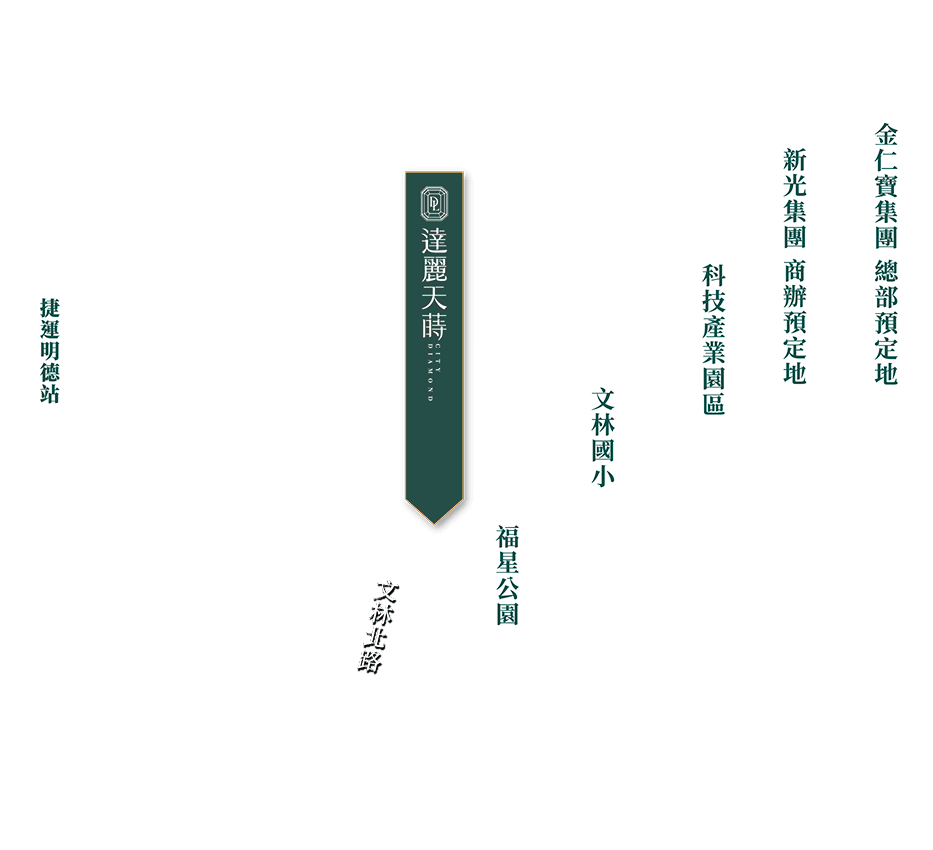 金仁寶集團 總部預定地
新光集團 商辦預定地
科技產業園區
文林國小
福星公園
DL
達麗天蒔
CITY
DIAMOND
文林北路
捷運明德站